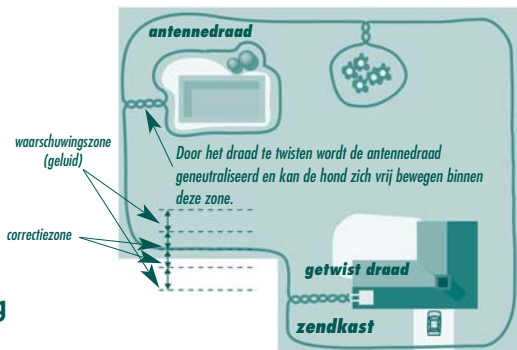 antennedraad
waarschuwingszone
(geluid)
Door het draad te twisten wordt de antennedraad
geneutraliseerd en kan de hond zich vrij bewegen binnen
deze zone.
correctiezone
getwist draad
g
zendkast